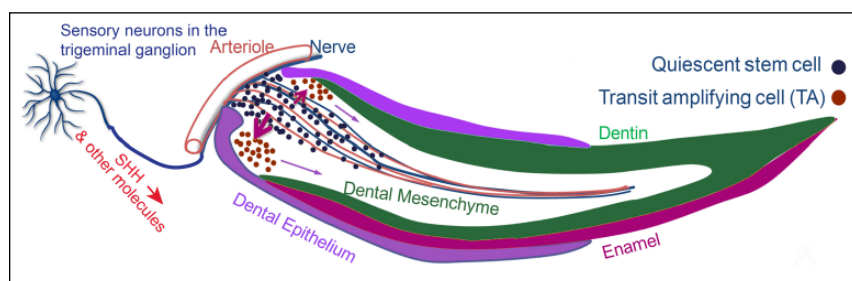 Sensory neurons in the
trigeminal ganglion
Arteriole
Nerve
Quiescent stem cell
Transit amplifying cell (TA)
Dentin
SHH
& other molecules
Dental Mesenchyme
Dental Epithelium
Enamel